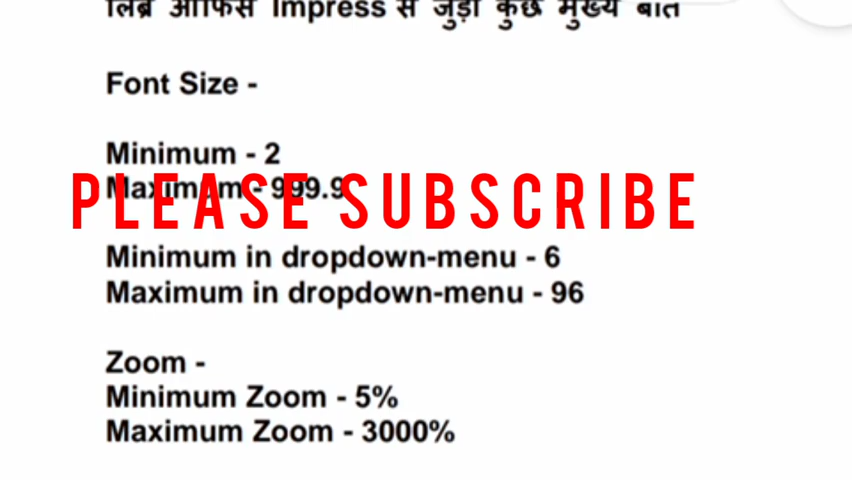 लिब्रे ऑफिस Impress से जुड़ी कुछ मुख्य बातें
Font Size -
Minimum - 2
Maximum - 999.9
PLEASE SUBSCRIBE
Minimum in dropdown-menu - 6
Maximum in dropdown-menu - 96
Zoom -
Minimum Zoom - 5%
Maximum Zoom - 3000%